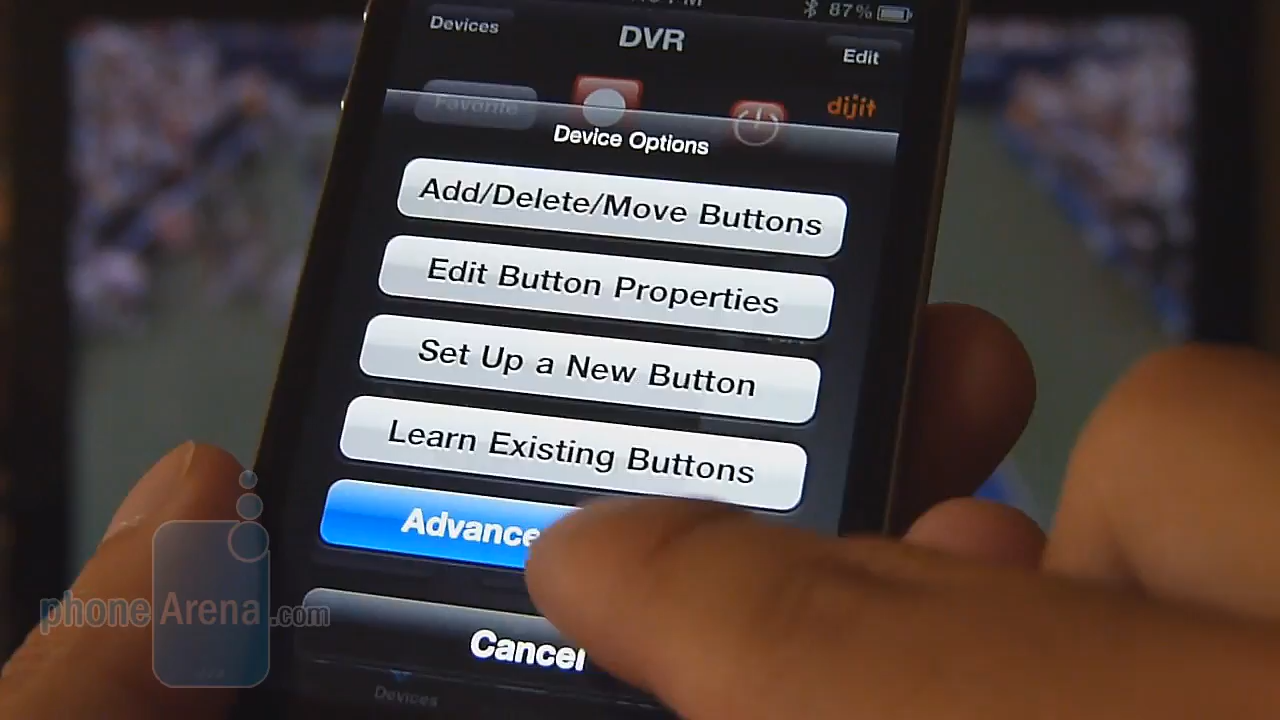 87%
Devices
DVR
Edit
Favorite
dijit
Device Options
Add/Delete/Move Buttons
Edit Button Properties
Set Up a New Button
Learn Existing Buttons
Advance
Cancel
Devices
phoneArena.com